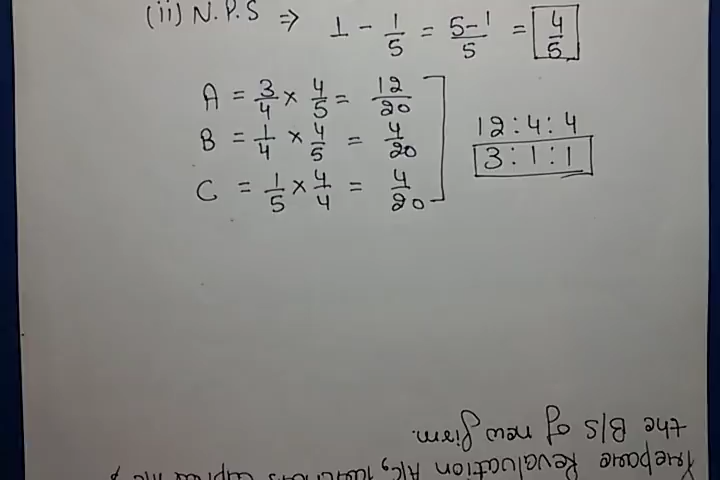 (ii) N.P.S ⇒ 1 - 1/5 = 5-1/5 = 4/5
A = 3/4 × 4/5 = 12/20
B = 1/4 × 4/5 = 4/20
C = 1/5 × 4/4 = 4/20
12:4:4
3:1:1
Prepare Revaluation A/C,
the B/S of new firm.